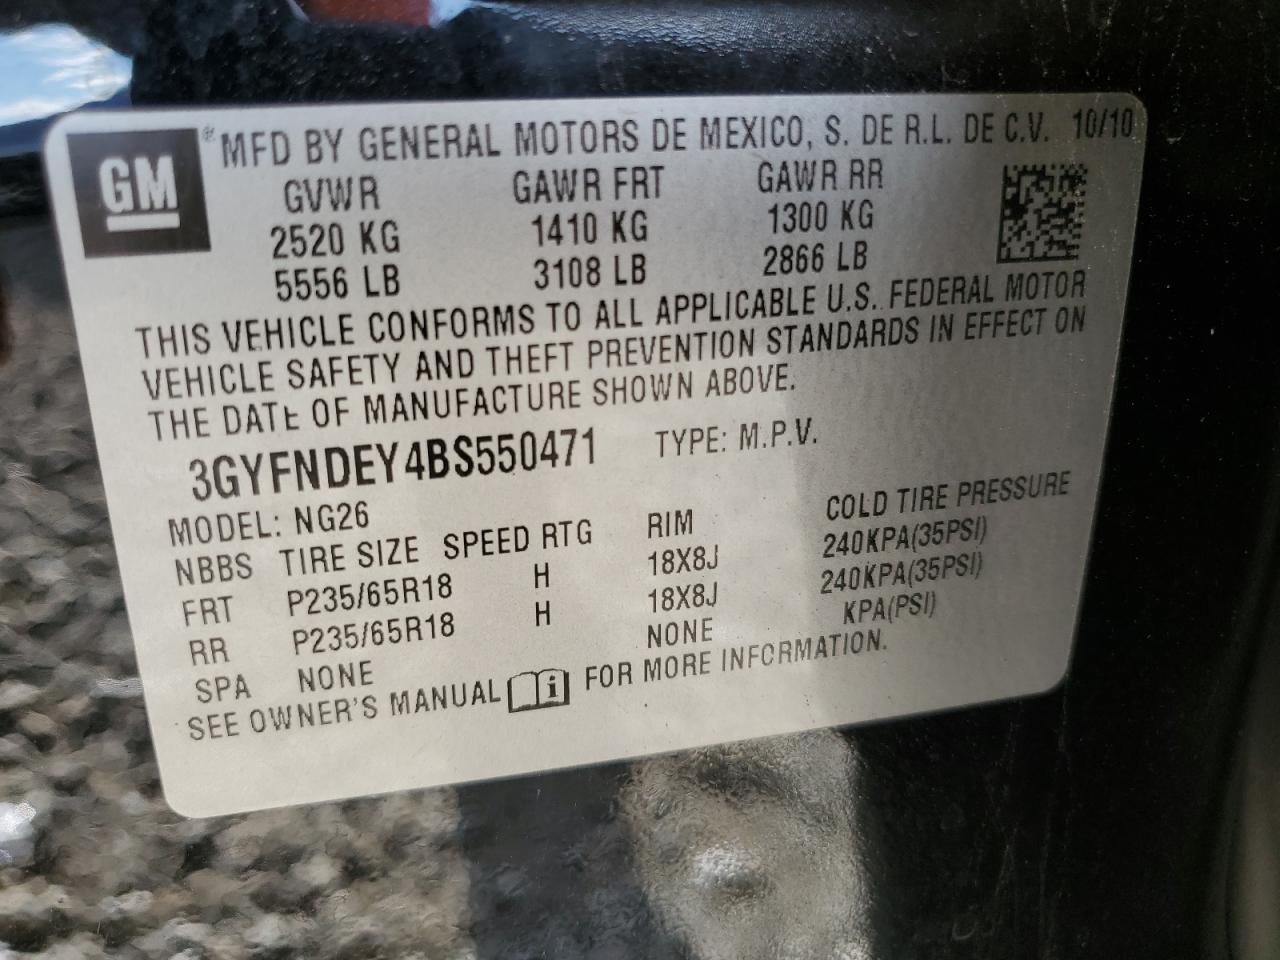 GM
® MFD BY GENERAL MOTORS DE MEXICO, S. DE R.L. DE C.V. 10/10
GVWR GAWR FRT GAWR RR
2520 KG 1410 KG 1300 KG
5556 LB 3108 LB 2866 LB
THIS VEHICLE CONFORMS TO ALL APPLICABLE U.S. FEDERAL MOTOR
VEHICLE SAFETY AND THEFT PREVENTION STANDARDS IN EFFECT ON
THE DATE OF MANUFACTURE SHOWN ABOVE.
3GYFNDEY4BS550471 TYPE: M.P.V.
MODEL: NG26
NBBS TIRE SIZE SPEED RTG RIM COLD TIRE PRESSURE
FRT P235/65R18 H 18X8J 240KPA(35PSI)
RR P235/65R18 H 18X8J 240KPA(35PSI)
SPA NONE NONE KPA(PSI)
SEE OWNER'S MANUAL i FOR MORE INFORMATION.